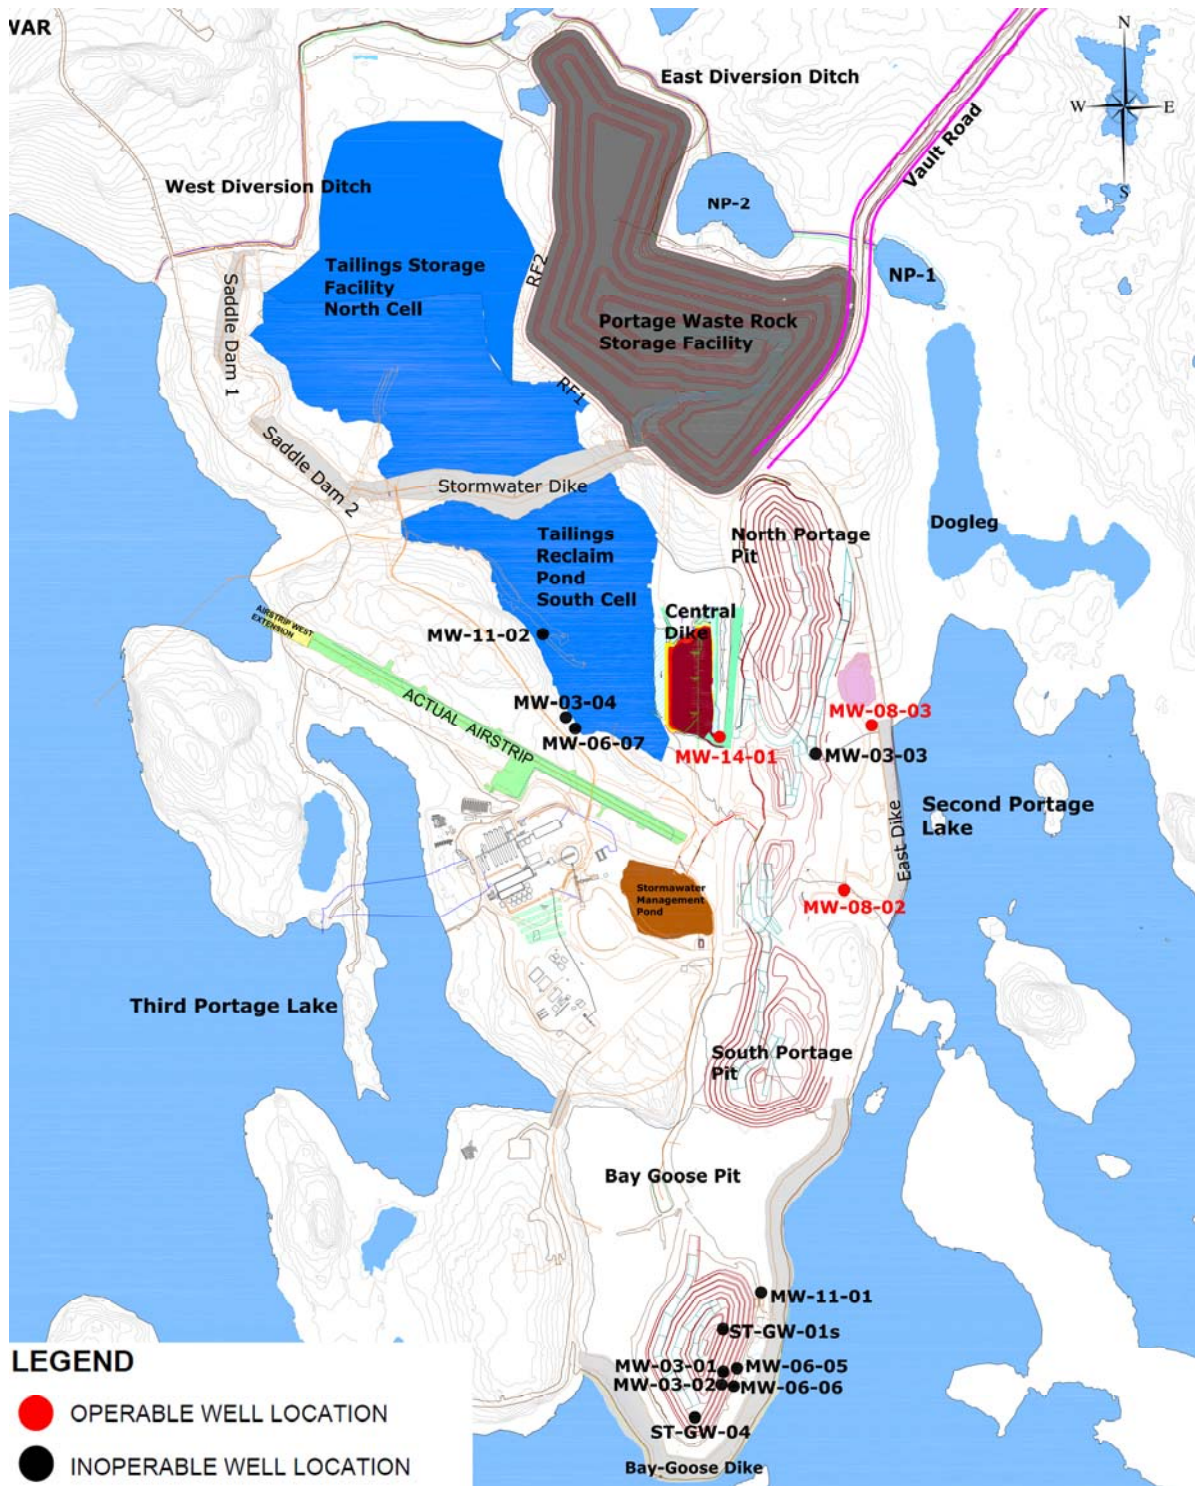 WAR
N
East Diversion Ditch
W
E
Vault Road
S
West Diversion Ditch
NP-2
NP-1
RF2
Tailings Storage
Facility
North Cell
Saddle Dam 1
Portage Waste Rock
Storage Facility
RF1
Saddle Dam 2
Stormwater Dike
Dogleg
North Portage
Pit
Tailings
Reclaim
Pond
South Cell
Central
Dike
AIRSTRIP WEST
EXTENSION
MW-11-02
ACTUAL AIRSTRIP
MW-03-04
MW-06-07
MW-08-03
MW-14-01
MW-03-03
Second Portage
Lake
East Dike
Stormawater
Management
Pond
MW-08-02
Third Portage Lake
South Portage
Pit
Bay Goose Pit
MW-11-01
ST-GW-01s
MW-03-01
MW-06-05
MW-03-02
MW-06-06
ST-GW-04
Bay-Goose Dike
LEGEND
OPERABLE WELL LOCATION
INOPERABLE WELL LOCATION